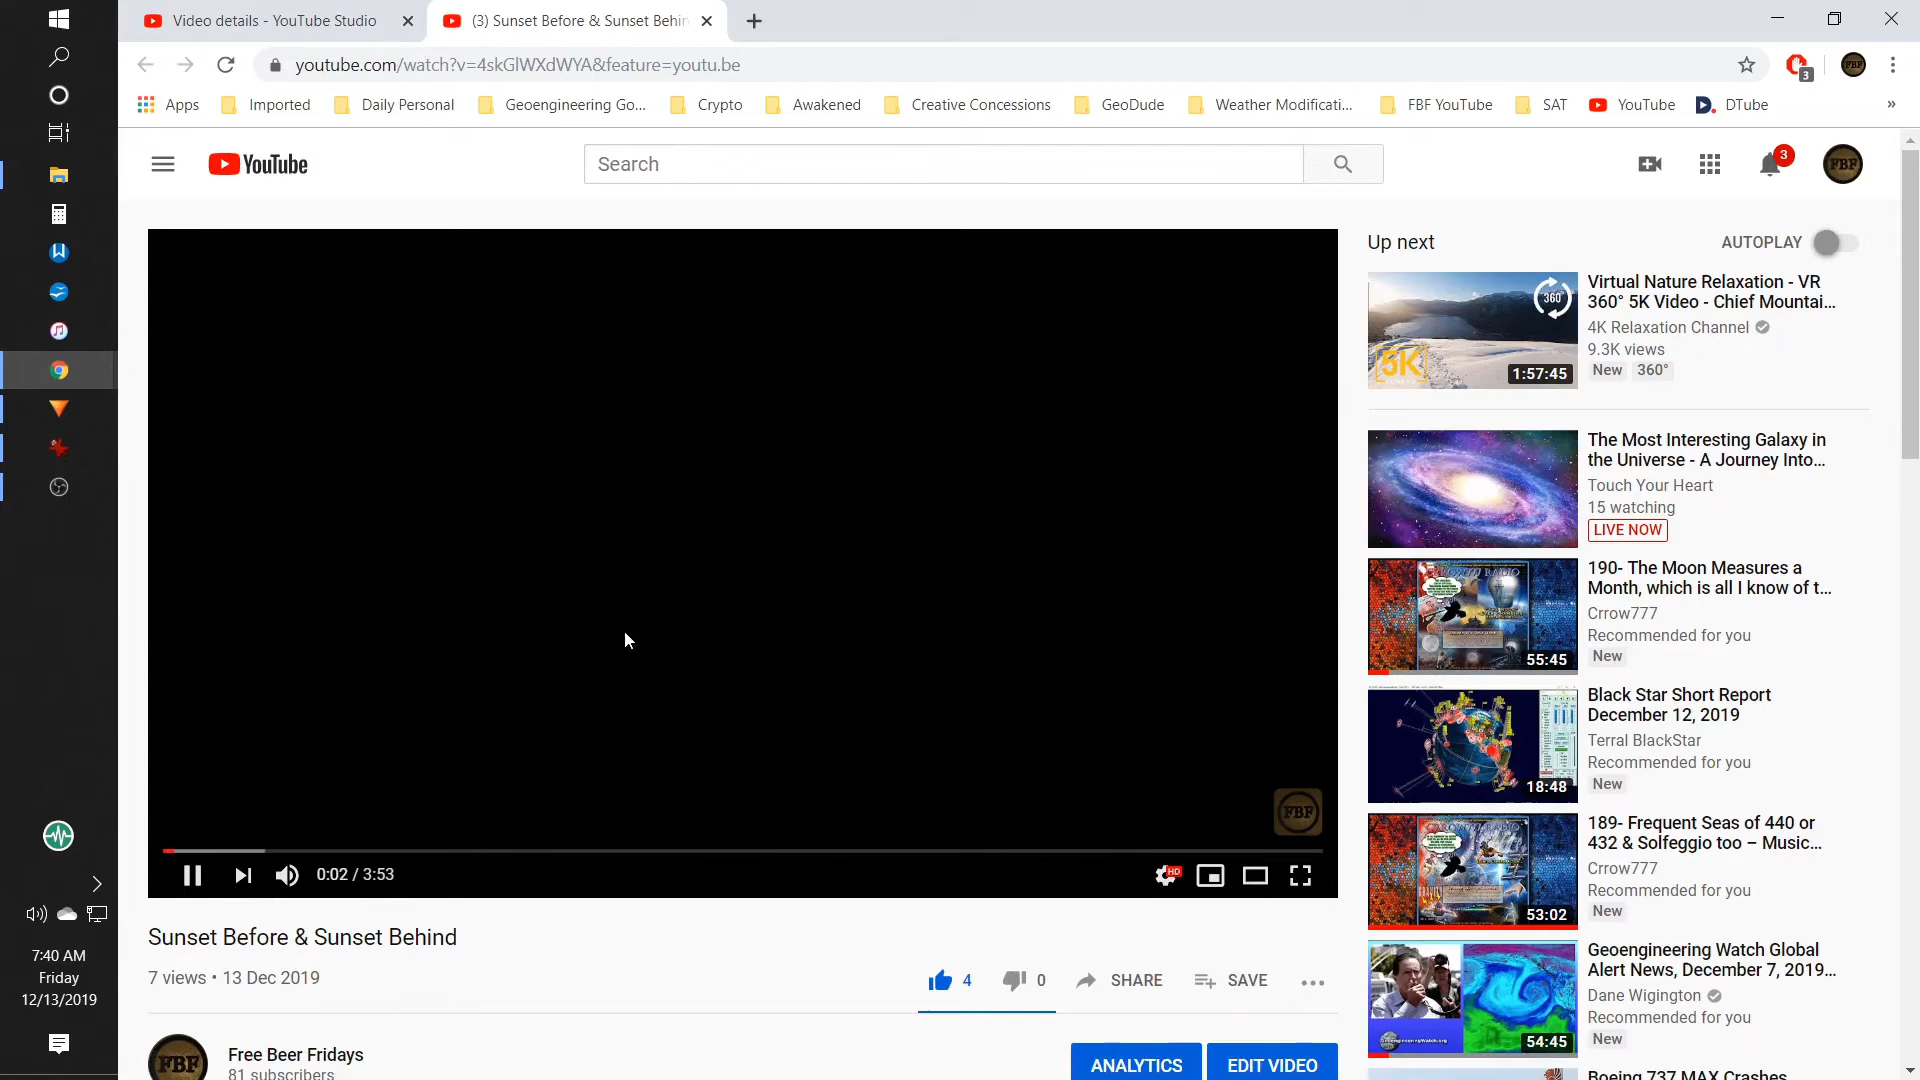 Video details - YouTube Studio
(3) Sunset Before & Sunset Behin
youtube.com/watch?v=4skGlWXdWYA&feature=youtu.be
FBF
3
Apps
Imported
Daily Personal
Geoengineering Go...
Crypto
Awakened
Creative Concessions
GeoDude
Weather Modificati...
FBF YouTube
SAT
YouTube
DTube
»
YouTube
Search
3
FBF
Up next
AUTOPLAY
360°
5K
1:57:45
Virtual Nature Relaxation - VR
360° 5K Video - Chief Mountai...
4K Relaxation Channel
9.3K views
New 360°
The Most Interesting Galaxy in
the Universe - A Journey Into...
Touch Your Heart
15 watching
LIVE NOW
55:45
190- The Moon Measures a
Month, which is all I know of t...
Crrow777
Recommended for you
New
18:48
Black Star Short Report
December 12, 2019
Terral BlackStar
Recommended for you
New
53:02
189- Frequent Seas of 440 or
432 & Solfeggio too – Music...
Crrow777
Recommended for you
New
54:45
Geoengineering Watch Global
Alert News, December 7, 2019...
Dane Wigington
Recommended for you
New
Boeing 737 MAX Crashes
FBF
0:02 / 3:53
HD
Sunset Before & Sunset Behind
7 views • 13 Dec 2019
4
0
SHARE
SAVE
FBF
Free Beer Fridays
81 subscribers
ANALYTICS
EDIT VIDEO
7:40 AM
Friday
12/13/2019